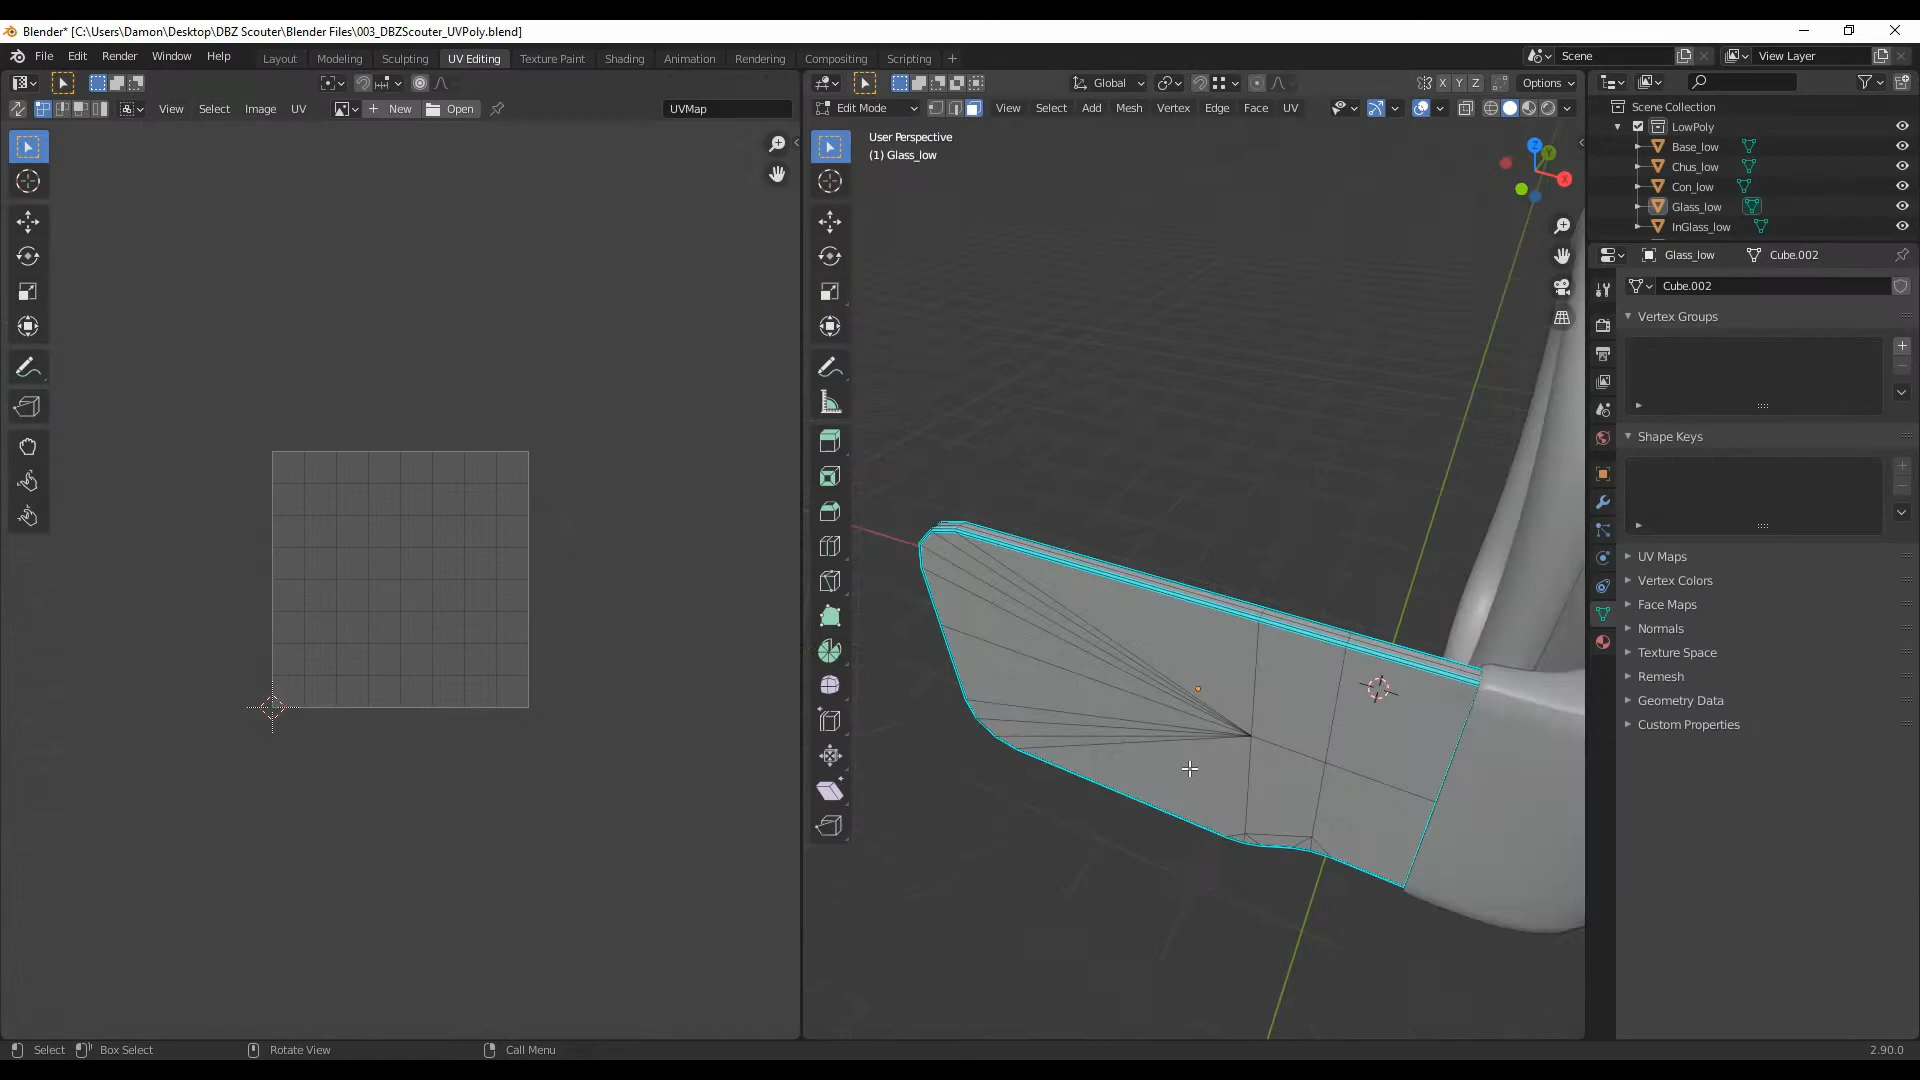 Blender* [C:\Users\Damon\Desktop\DBZ Scouter\Blender Files\003_DBZScouter_UVPoly.blend]
File Edit Render Window Help Layout Modeling Sculpting UV Editing Texture Paint Shading Animation Rendering Compositing Scripting + Scene View Layer
Global X Y Z Options
View Select Image UV New Open UVMap Edit Mode View Select Add Mesh Vertex Edge Face UV
User Perspective
(1) Glass_low
Z
Y
X
Scene Collection
LowPoly
Base_low
Chus_low
Con_low
Glass_low
InGlass_low
Glass_low Cube.002
Cube.002
Vertex Groups
Shape Keys
UV Maps
Vertex Colors
Face Maps
Normals
Texture Space
Remesh
Geometry Data
Custom Properties
Select Box Select Rotate View Call Menu 2.90.0